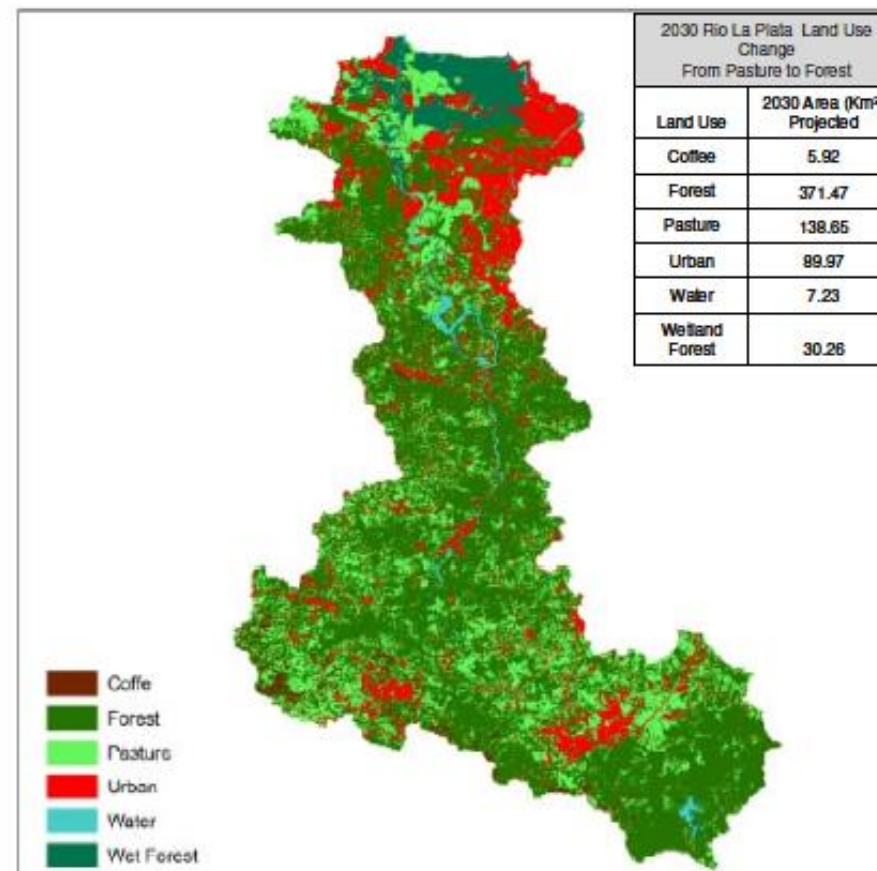 2030 Rio La Plata Land Use
Change
From Pasture to Forest
Land Use
2030 Area (Km²
Projected
Coffee
5.92
Forest
371.47
Pasture
138.65
Urban
89.97
Water
7.23
Wetland
Forest
30.26
Coffe
Forest
Pasture
Urban
Water
Wet Forest